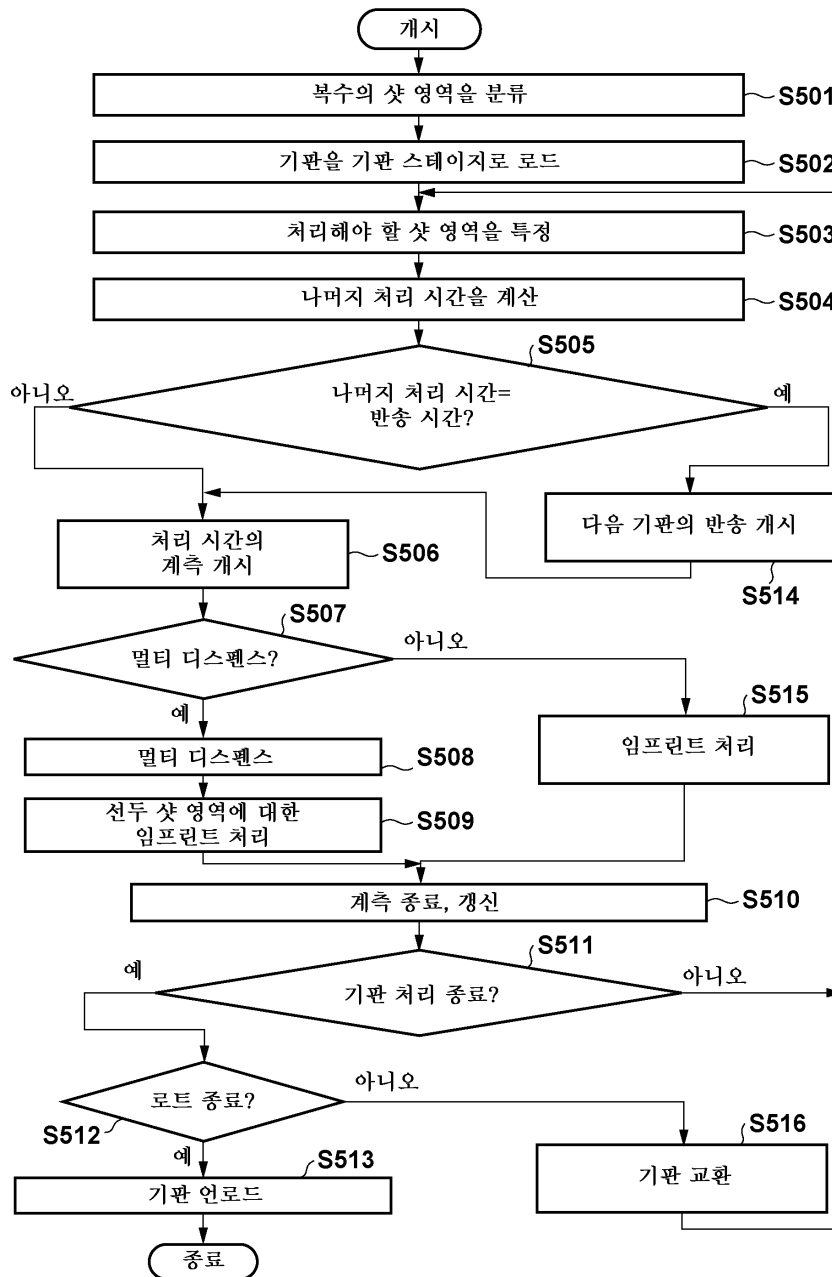 개시
복수의 샷 영역을 분류
S501
기판을 기판 스테이지로 로드
S502
처리해야 할 샷 영역을 특정
S503
나머지 처리 시간을 계산
S504
S505
아니오
나머지 처리 시간=
반송 시간?
예
처리 시간의
계측 개시
S506
다음 기판의 반송 개시
S514
S507
멀티 디스펜스?
아니오
예
S515
멀티 디스펜스
S508
임프린트 처리
선두 샷 영역에 대한
임프린트 처리
S509
계측 종료, 갱신
S510
S511
예
기판 처리 종료?
아니오
로트 종료?
아니오
S512
예
S516
S513
기판 언로드
기판 교환
종료